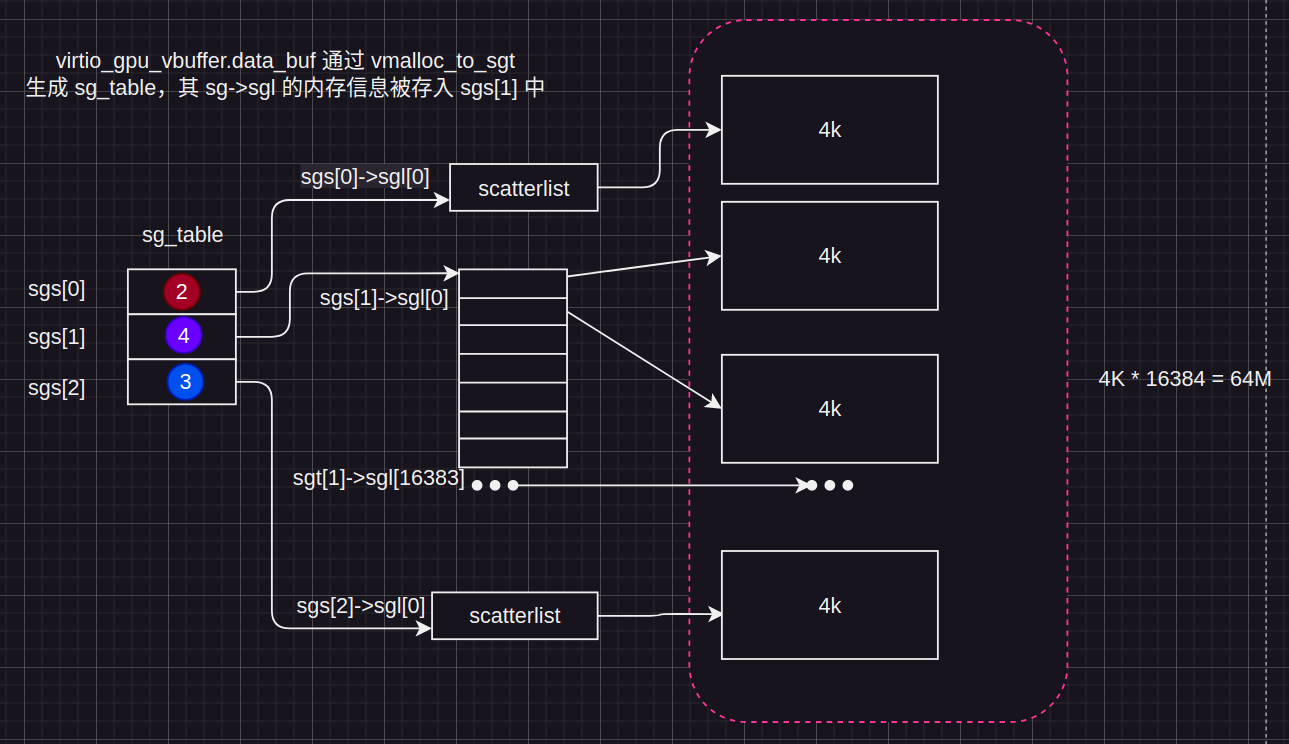 virtio_gpu_vbuffer.data_buf 通过 vmalloc_to_sgt
生成 sg_table，其 sg->sgl 的内存信息被存入 sgs[1] 中
4k
sgs[0]->sgl[0]
scatterlist
sg_table
4k
sgs[0]
2
sgs[1]->sgl[0]
sgs[1]
4
sgs[2]
3
4K * 16384 = 64M
4k
sgt[1]->sgl[16383]
sgs[2]->sgl[0]
scatterlist
4k